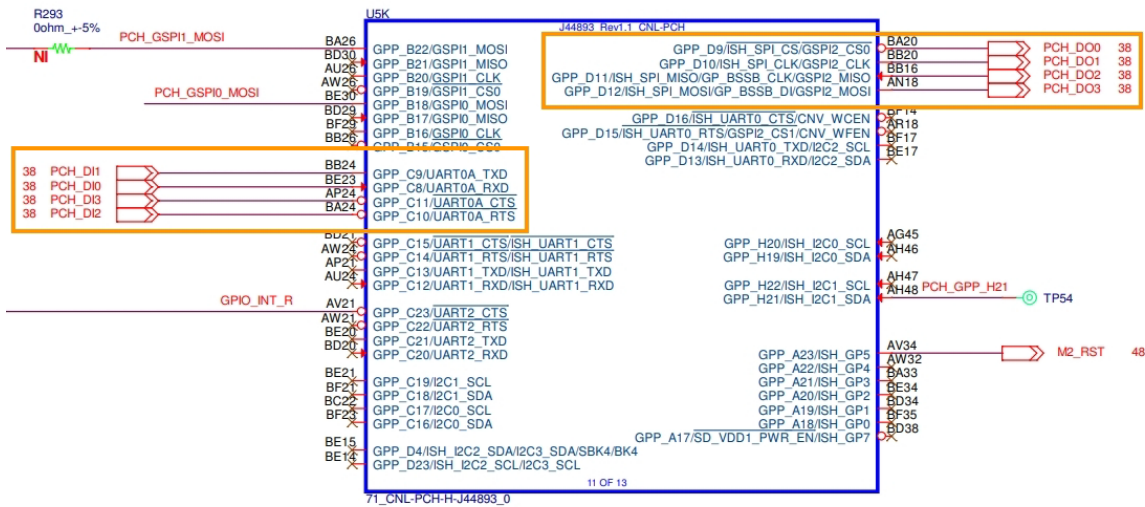 R293
0ohm_+-5%
NI
PCH_GSPI1_MOSI
PCH_GSPI0_MOSI
U5K
J44893 Rev1.1 CNL-PCH
BA26 GPP_B22/GSPI1_MOSI
BD30 GPP_B21/GSPI1_MISO
AU26 GPP_B20/GSPI1_CLK
AW26 GPP_B19/GSPI1_CS0
BE30 GPP_B18/GSPI0_MOSI
BD29 GPP_B17/GSPI0_MISO
BF29 GPP_B16/GSPI0_CLK
BB26 GPP_B15/GSPI0_CS0
38 PCH_DI1 BB24 GPP_C9/UART0A_TXD
38 PCH_DI0 BE23 GPP_C8/UART0A_RXD
38 PCH_DI3 AP24 GPP_C11/UART0A_CTS
38 PCH_DI2 BA24 GPP_C10/UART0A_RTS
BD21 GPP_C15/UART1_CTS/ISH_UART1_CTS
AW24 GPP_C14/UART1_RTS/ISH_UART1_RTS
AP21 GPP_C13/UART1_TXD/ISH_UART1_TXD
AU24 GPP_C12/UART1_RXD/ISH_UART1_RXD
GPIO_INT_R AV21 GPP_C23/UART2_CTS
AW21 GPP_C22/UART2_RTS
BE20 GPP_C21/UART2_TXD
BD20 GPP_C20/UART2_RXD
BE21 GPP_C19/I2C1_SCL
BF21 GPP_C18/I2C1_SDA
BC22 GPP_C17/I2C0_SCL
BF23 GPP_C16/I2C0_SDA
BE15 GPP_D4/ISH_I2C2_SDA/I2C3_SDA/SBK4/BK4
BE14 GPP_D23/ISH_I2C2_SCL/I2C3_SCL
GPP_D9/ISH_SPI_CS/GSPI2_CS0 BA20 PCH_DO0 38
GPP_D10/ISH_SPI_CLK/GSPI2_CLK BB20 PCH_DO1 38
GPP_D11/ISH_SPI_MISO/GP_BSSB_CLK/GSPI2_MISO BB16 PCH_DO2 38
GPP_D12/ISH_SPI_MOSI/GP_BSSB_DI/GSPI2_MOSI AN18 PCH_DO3 38
GPP_D16/ISH_UART0_CTS/CNV_WCEN BF14
GPP_D15/ISH_UART0_RTS/GSPI2_CS1/CNV_WFEN AR18
GPP_D14/ISH_UART0_TXD/I2C2_SCL BF17
GPP_D13/ISH_UART0_RXD/I2C2_SDA BE17
GPP_H20/ISH_I2C0_SCL AG45
GPP_H19/ISH_I2C0_SDA AH46
GPP_H22/ISH_I2C1_SCL AH47
GPP_H21/ISH_I2C1_SDA AH48 PCH_GPP_H21 TP54
GPP_A23/ISH_GP5 AV34 M2_RST 48
GPP_A22/ISH_GP4 AW32
GPP_A21/ISH_GP3 BA33
GPP_A20/ISH_GP2 BE34
GPP_A19/ISH_GP1 BD34
GPP_A18/ISH_GP0 BF35
GPP_A17/SD_VDD1_PWR_EN/ISH_GP7 BD38
11 OF 13
71_CNL-PCH-H-J44893_0